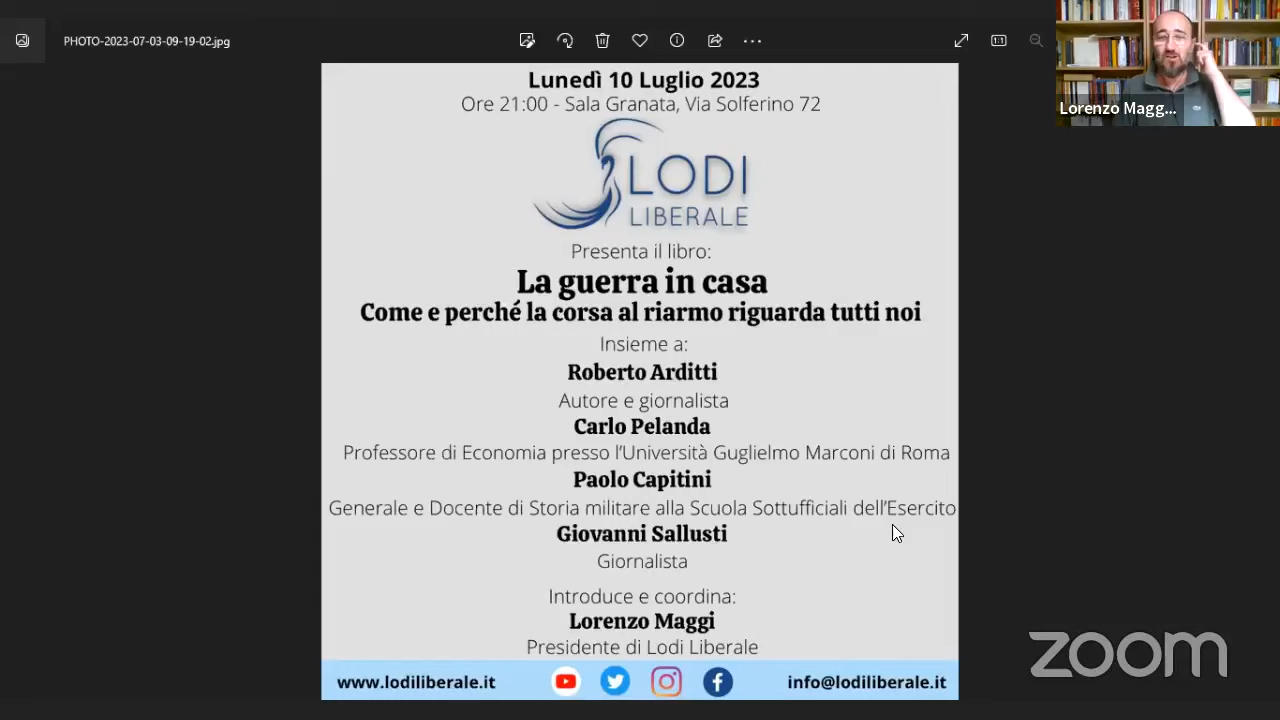 PHOTO-2023-07-03-09-19-02.jpg
Lorenzo Magg...
Lunedì 10 Luglio 2023
Ore 21:00 - Sala Granata, Via Solferino 72
LODI
LIBERALE
Presenta il libro:
La guerra in casa
Come e perché la corsa al riarmo riguarda tutti noi
Insieme a:
Roberto Arditti
Autore e giornalista
Carlo Pelanda
Professore di Economia presso l'Università Guglielmo Marconi di Roma
Paolo Capitini
Generale e Docente di Storia militare alla Scuola Sottufficiali dell'Esercito
Giovanni Sallusti
Giornalista
Introduce e coordina:
Lorenzo Maggi
Presidente di Lodi Liberale
www.lodiliberale.it
info@lodiliberale.it
zoom